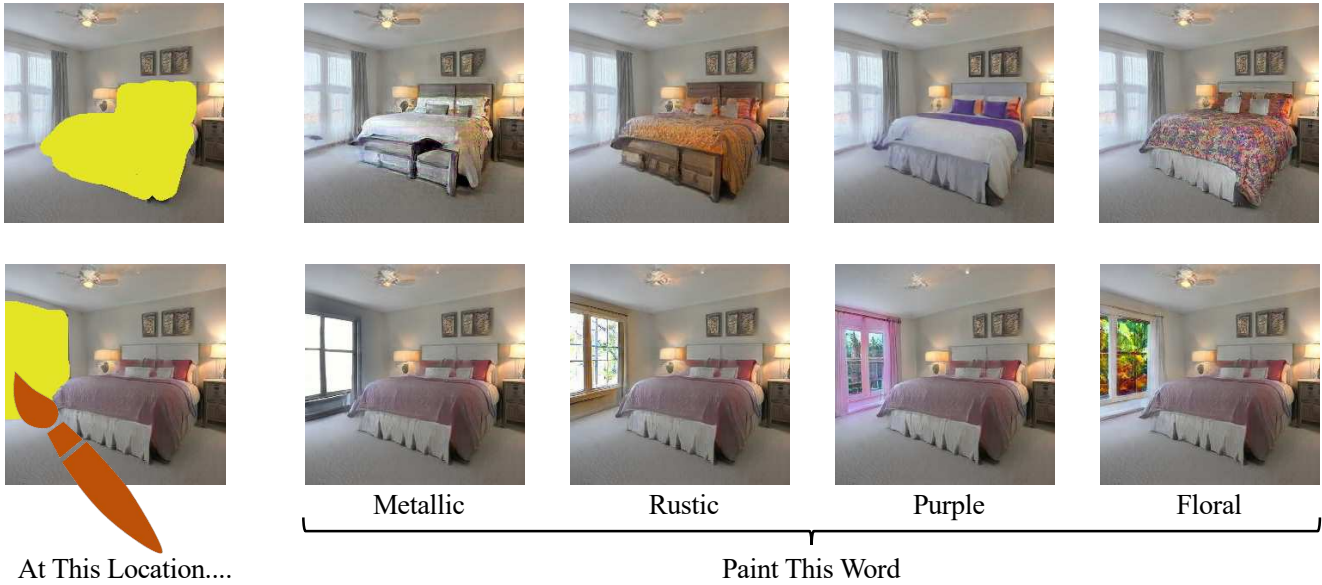 Metallic
Rustic
Purple
Floral
At This Location....
Paint This Word